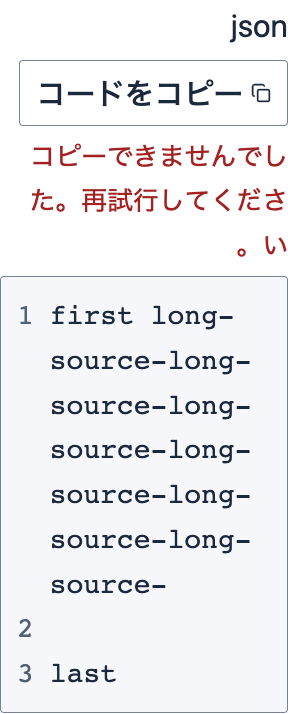 json
コードをコピー
コピーできませんでし
た。再試行してくださ
。い
1 first long-
source-long-
source-long-
source-long-
source-long-
source-long-
source-
2
3 last